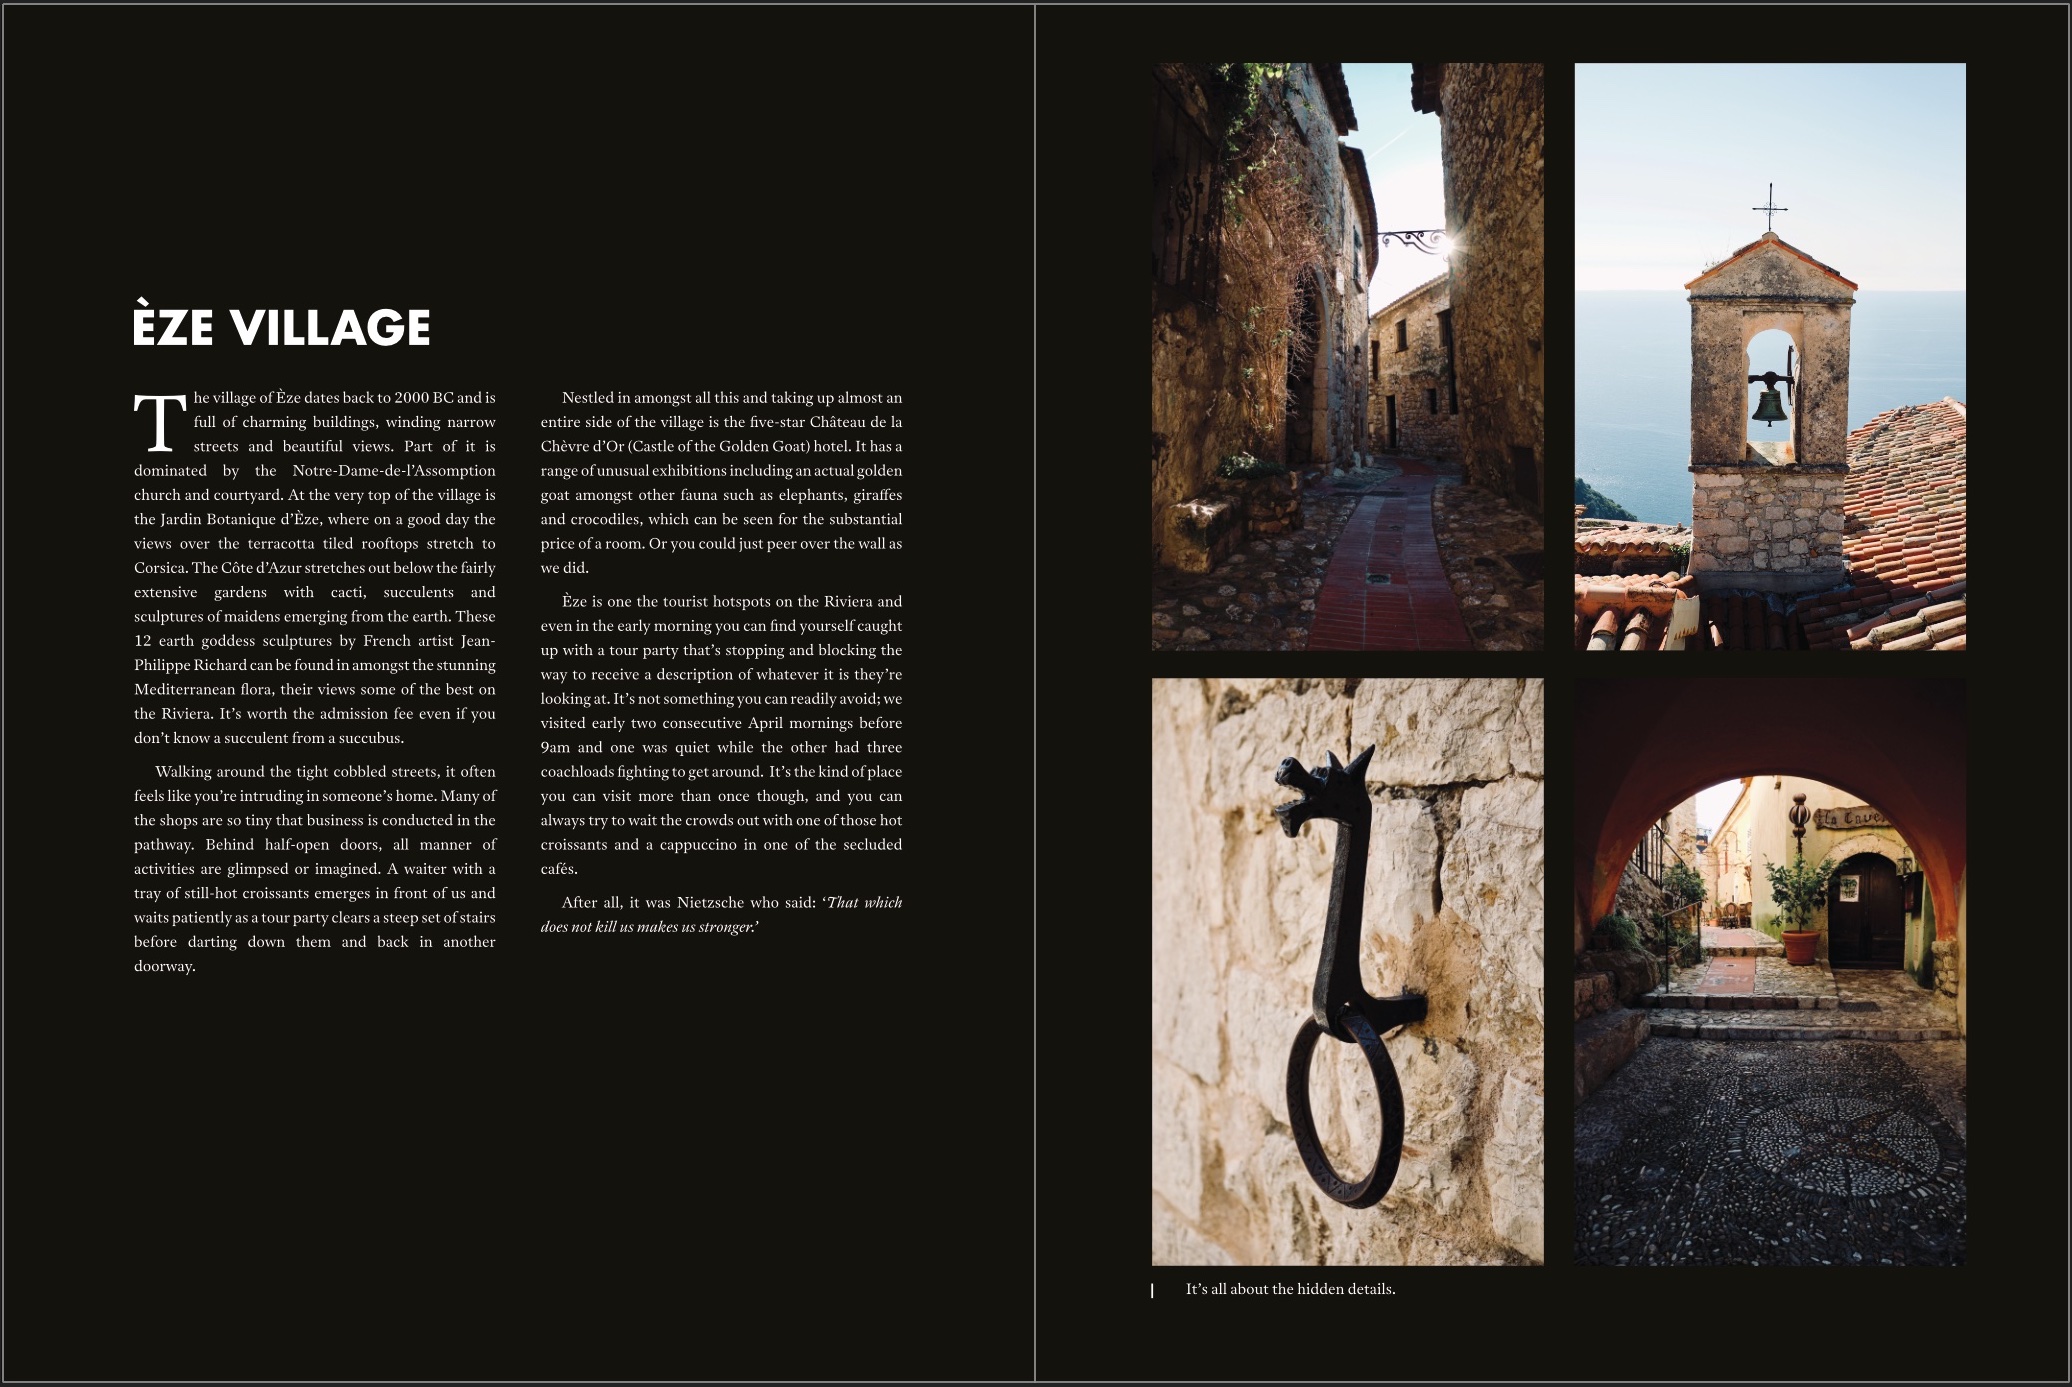 ÈZE VILLAGE
The village of Èze dates back to 2000 BC and is
full of charming buildings, winding narrow
streets and beautiful views. Part of it is
dominated by the Notre-Dame-de-l’Assomption
church and courtyard. At the very top of the village is
the Jardin Botanique d’Èze, where on a good day the
views over the terracotta tiled rooftops stretch to
Corsica. The Côte d’Azur stretches out below the fairly
extensive gardens with cacti, succulents and
sculptures of maidens emerging from the earth. These
12 earth goddess sculptures by French artist Jean-
Philippe Richard can be found in amongst the stunning
Mediterranean flora, their views some of the best on
the Riviera. It’s worth the admission fee even if you
don’t know a succulent from a succubus.
Walking around the tight cobbled streets, it often
feels like you’re intruding in someone’s home. Many of
the shops are so tiny that business is conducted in the
pathway. Behind half-open doors, all manner of
activities are glimpsed or imagined. A waiter with a
tray of still-hot croissants emerges in front of us and
waits patiently as a tour party clears a steep set of stairs
before darting down them and back in another
doorway.
Nestled in amongst all this and taking up almost an
entire side of the village is the five-star Château de la
Chèvre d’Or (Castle of the Golden Goat) hotel. It has a
range of unusual exhibitions including an actual golden
goat amongst other fauna such as elephants, giraffes
and crocodiles, which can be seen for the substantial
price of a room. Or you could just peer over the wall as
we did.
Èze is one the tourist hotspots on the Riviera and
even in the early morning you can find yourself caught
up with a tour party that’s stopping and blocking the
way to receive a description of whatever it is they’re
looking at. It’s not something you can readily avoid; we
visited early two consecutive April mornings before
9am and one was quiet while the other had three
coachloads fighting to get around. It’s the kind of place
you can visit more than once though, and you can
always try to wait the crowds out with one of those hot
croissants and a cappuccino in one of the secluded
cafés.
After all, it was Nietzsche who said: ‘That which
does not kill us makes us stronger.’
It’s all about the hidden details.